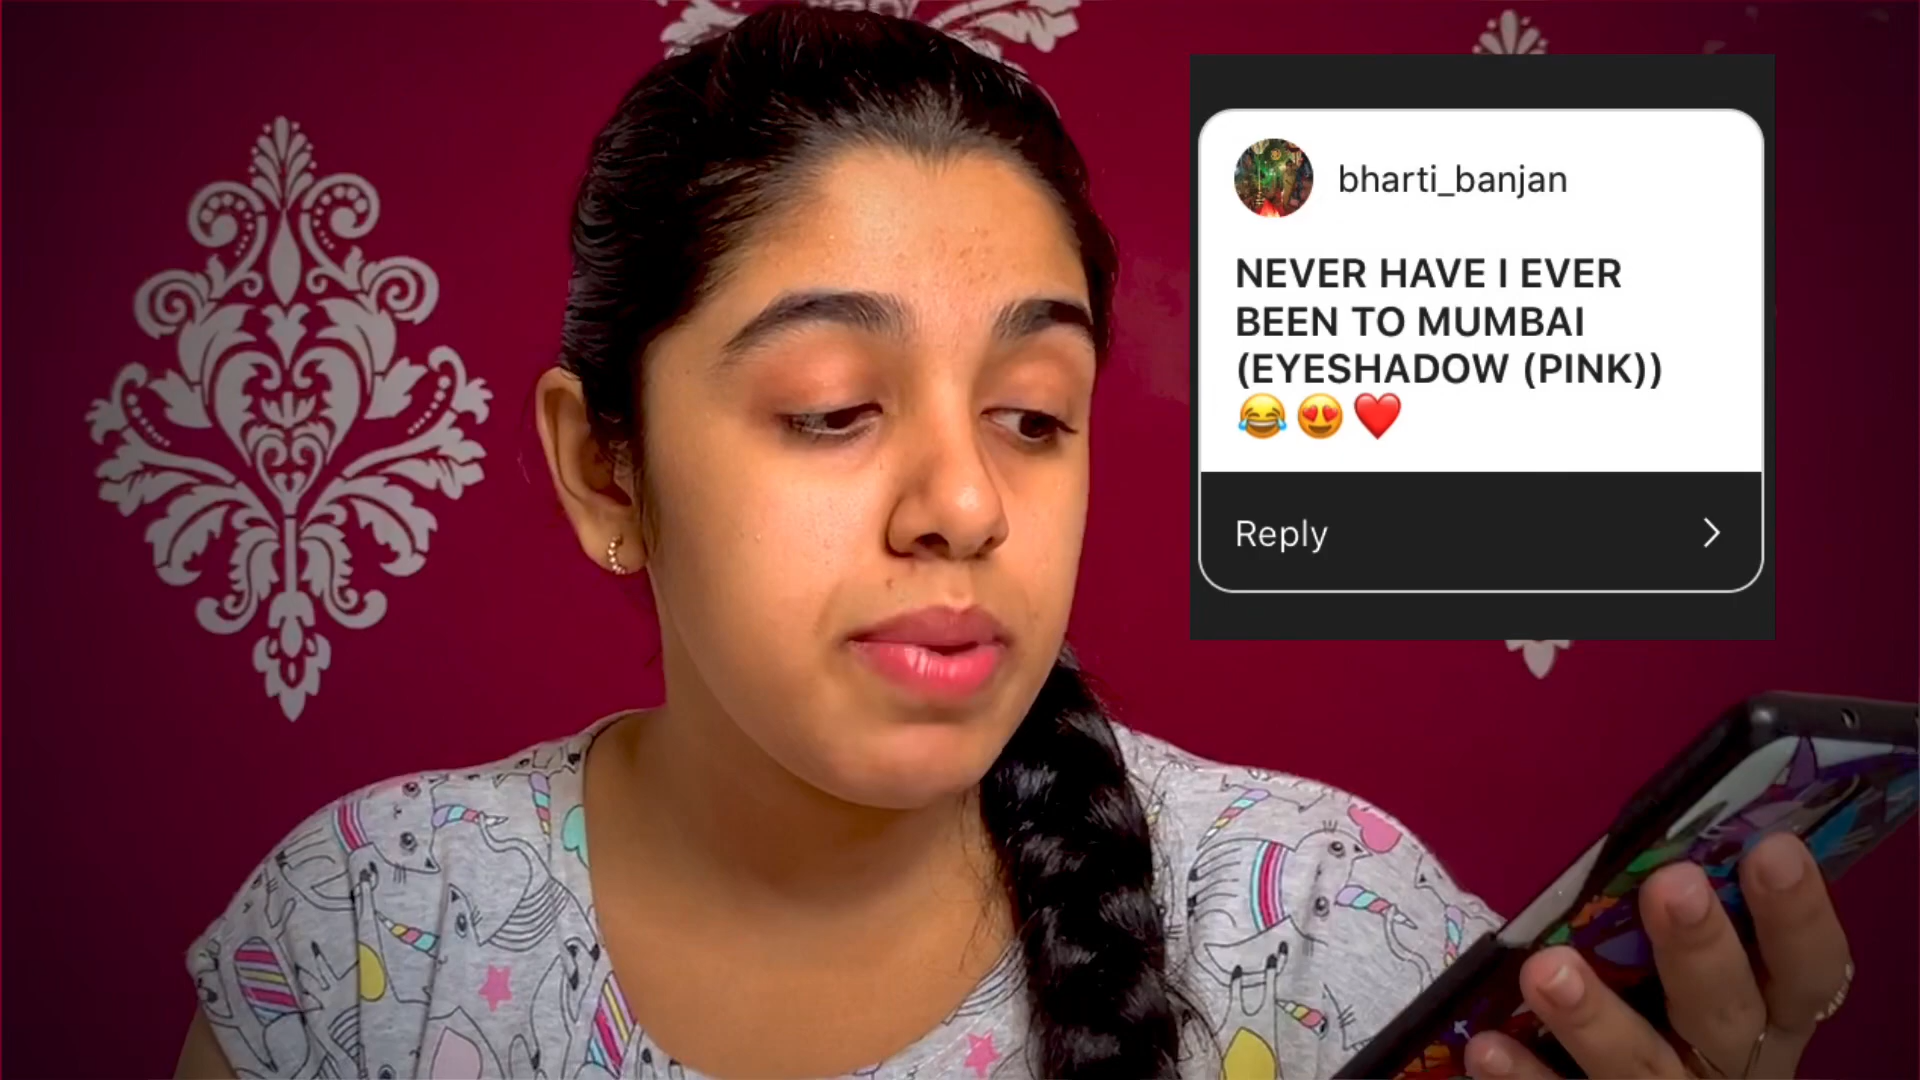 bharti_banjan
NEVER HAVE I EVER
BEEN TO MUMBAI
(EYESHADOW (PINK))
😂😍❤️
Reply